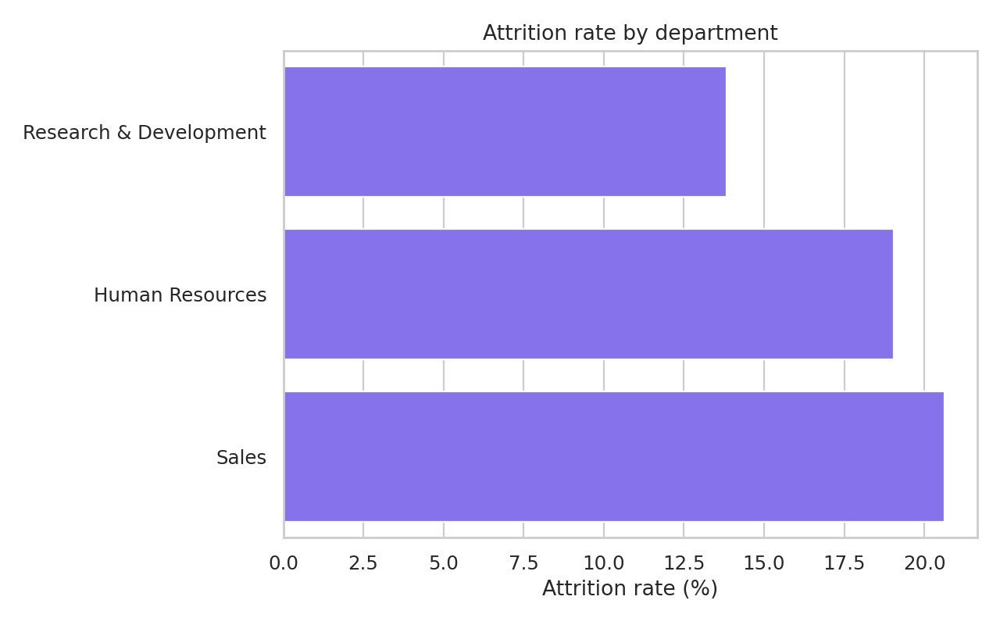 Attrition rate by department
Research & Development
Human Resources
Sales
0.0 2.5 5.0 7.5 10.0 12.5 15.0 17.5 20.0
Attrition rate (%)